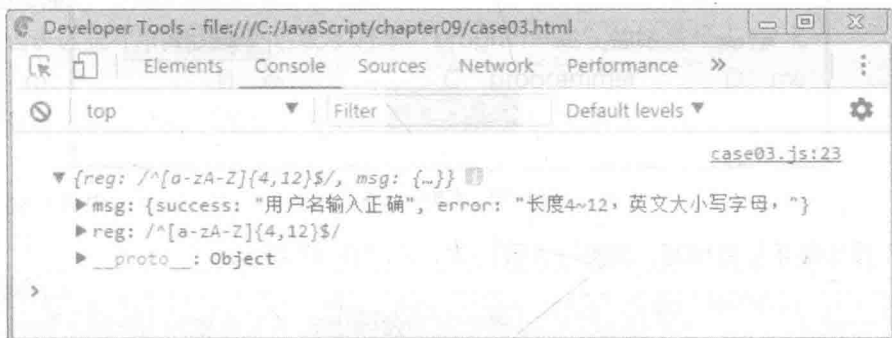 Developer Tools - file:///C:/JavaScript/chapter09/case03.html
Elements Console Sources Network Performance »
top ▼ Filter Default levels ▼
case03.js:23
▼ {reg: /^[a-zA-Z]{4,12}$/, msg: {…}} i
▶ msg: {success: "用户名输入正确", error: "长度4~12，英文大小写字母，"}
▶ reg: /^[a-zA-Z]{4,12}$/
▶ __proto__: Object
>